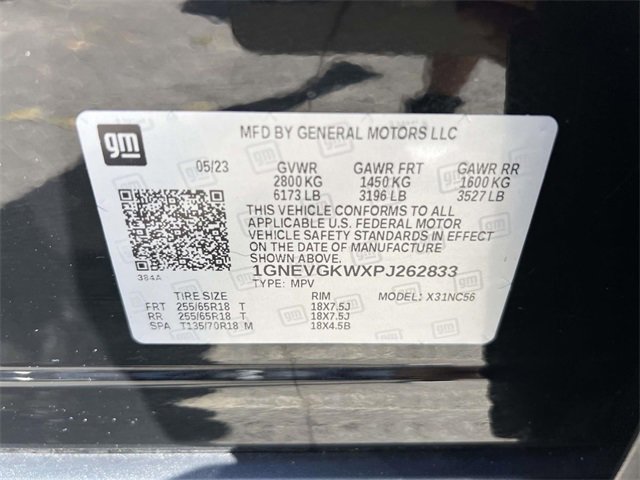 gm
MFD BY GENERAL MOTORS LLC
05/23 GVWR GAWR FRT GAWR RR
2800 KG 1450 KG 1600 KG
6173 LB 3196 LB 3527 LB
THIS VEHICLE CONFORMS TO ALL
APPLICABLE U.S. FEDERAL MOTOR
VEHICLE SAFETY STANDARDS IN EFFECT
ON THE DATE OF MANUFACTURE
SHOWN ABOVE.
384A
1GNEVGKWXPJ262833
TYPE: MPV
MODEL: X31NC56
TIRE SIZE RIM
FRT 255/65R18 T 18X7.5J
RR 255/65R18 T 18X7.5J
SPA T135/70R18 M 18X4.5B